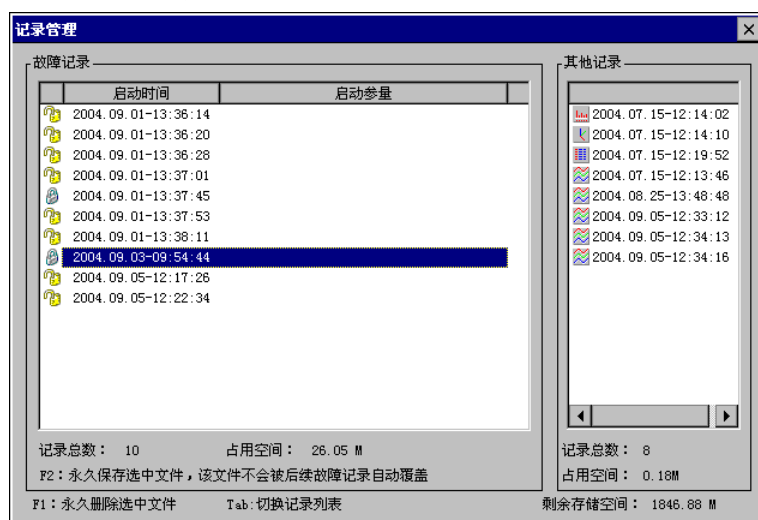 记录管理
故障记录
启动时间 启动参量
2004.09.01-13:36:14
2004.09.01-13:36:20
2004.09.01-13:36:28
2004.09.01-13:37:01
2004.09.01-13:37:45
2004.09.01-13:37:53
2004.09.01-13:38:11
2004.09.03-09:54:44
2004.09.05-12:17:26
2004.09.05-12:22:34
记录总数： 10 占用空间： 26.05 M
F2：永久保存选中文件，该文件不会被后续故障记录自动覆盖
其他记录
2004.07.15-12:14:02
2004.07.15-12:14:10
2004.07.15-12:19:52
2004.07.15-12:13:46
2004.08.25-13:48:48
2004.09.05-12:33:12
2004.09.05-12:34:13
2004.09.05-12:34:16
记录总数： 8
占用空间： 0.18M
F1：永久删除选中文件 Tab:切换记录列表 剩余存储空间： 1846.88 M